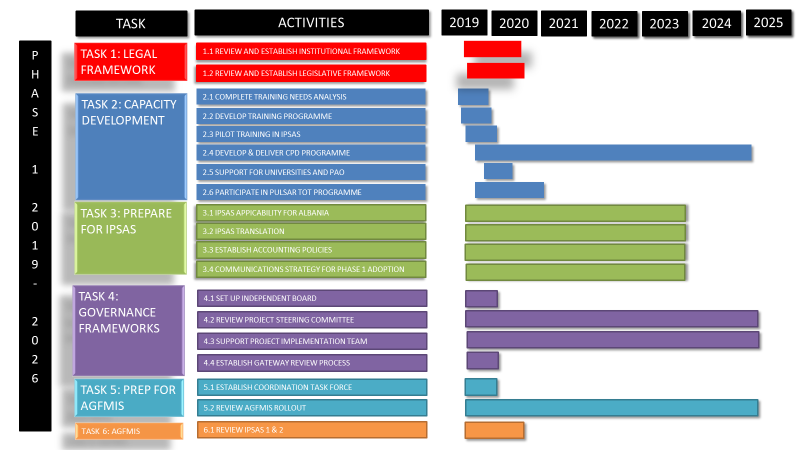 TASK
ACTIVITIES
2019
2020
2021
2022
2023
2024
2025
PHASE 1 2019- 2026
TASK 1: LEGAL
FRAMEWORK
1.1 REVIEW AND ESTABLISH INSTITUTIONAL FRAMEWORK
1.2 REVIEW AND ESTABLISH LEGISLATIVE FRAMEWORK
TASK 2: CAPACITY
DEVELOPMENT
2.1 COMPLETE TRAINING NEEDS ANALYSIS
2.2 DEVELOP TRAINING PROGRAMME
2.3 PILOT TRAINING IN IPSAS
2.4 DEVELOP & DELIVER CPD PROGRAMME
2.5 SUPPORT FOR UNIVERSITIES AND PAO
2.6 PARTICIPATE IN PULSAR TOT PROGRAMME
TASK 3: PREPARE
FOR IPSAS
3.1 IPSAS APPICABILITY FOR ALBANIA
3.2 IPSAS TRANSLATION
3.3 ESTABLISH ACCOUNTING POLICIES
3.4 COMMUNICATIONS STRATEGY FOR PHASE 1 ADOPTION
TASK 4:
GOVERNANCE
FRAMEWORKS
4.1 SET UP INDEPENDENT BOARD
4.2 REVIEW PROJECT STEERING COMMITTEE
4.3 SUPPORT PROJECT IMPLEMENTATION TEAM
4.4 ESTABLISH GATEWAY REVIEW PROCESS
TASK 5: PREP FOR
AGFMIS
5.1 ESTABLISH COORDINATION TASK FORCE
5.2 REVIEW AGFMIS ROLLOUT
TASK 6: AGFMIS
6.1 REVIEW IPSAS 1 & 2